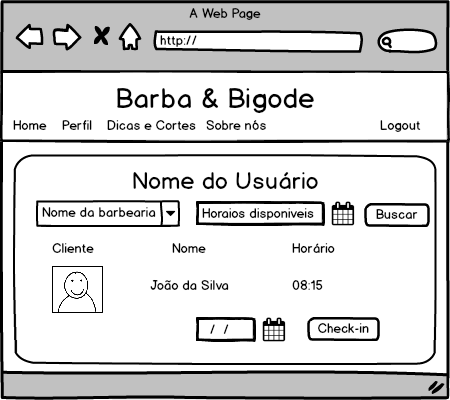 A Web Page
http://
Barba & Bigode
Home Perfil Dicas e Cortes Sobre nós Logout
Nome do Usuário
Nome da barbearia Horaios disponiveis Buscar
Cliente Nome Horário
João da Silva 08:15
/ / Check-in